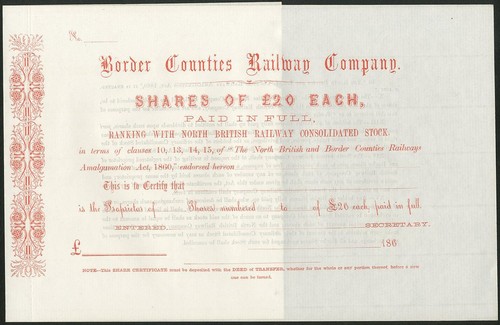 No.
Border Counties Railway Company.
SHARES OF £20 EACH,
PAID IN FULL,
RANKING WITH NORTH BRITISH RAILWAY CONSOLIDATED STOCK
in terms of clauses 10, 13, 14, 15, of "The North British and Border Counties Railways
Amalgamation Act, 1860," endorsed hereon
This is to Certify that
is the Proprietor of Shares numbered to of £20 each, paid in full.
ENTERED SECRETARY.
£ 186
NOTE—This SHARE CERTIFICATE must be deposited with the DEED of TRANSFER, whether for the whole or any portion thereof before a new
one can be issued.